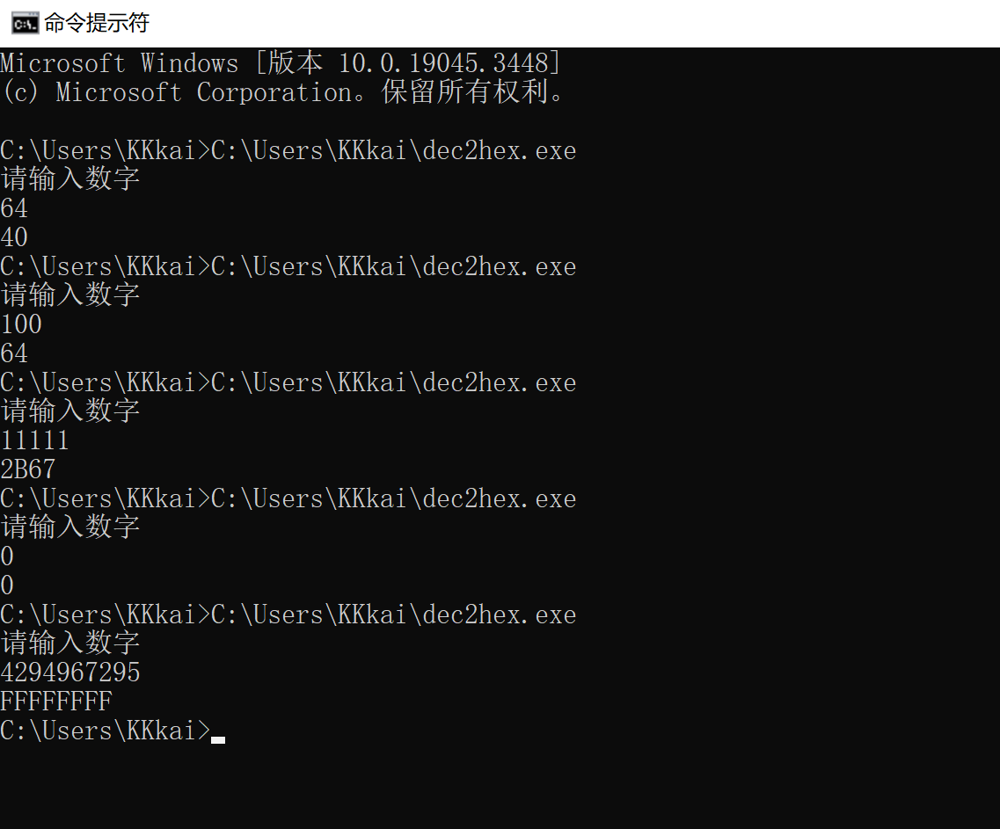 命令提示符
Microsoft Windows [版本 10.0.19045.3448]
(c) Microsoft Corporation。保留所有权利。
C:\Users\KKkai>C:\Users\KKkai\dec2hex.exe
请输入数字
64
40
C:\Users\KKkai>C:\Users\KKkai\dec2hex.exe
请输入数字
100
64
C:\Users\KKkai>C:\Users\KKkai\dec2hex.exe
请输入数字
11111
2B67
C:\Users\KKkai>C:\Users\KKkai\dec2hex.exe
请输入数字
0
0
C:\Users\KKkai>C:\Users\KKkai\dec2hex.exe
请输入数字
4294967295
FFFFFFFF
C:\Users\KKkai>